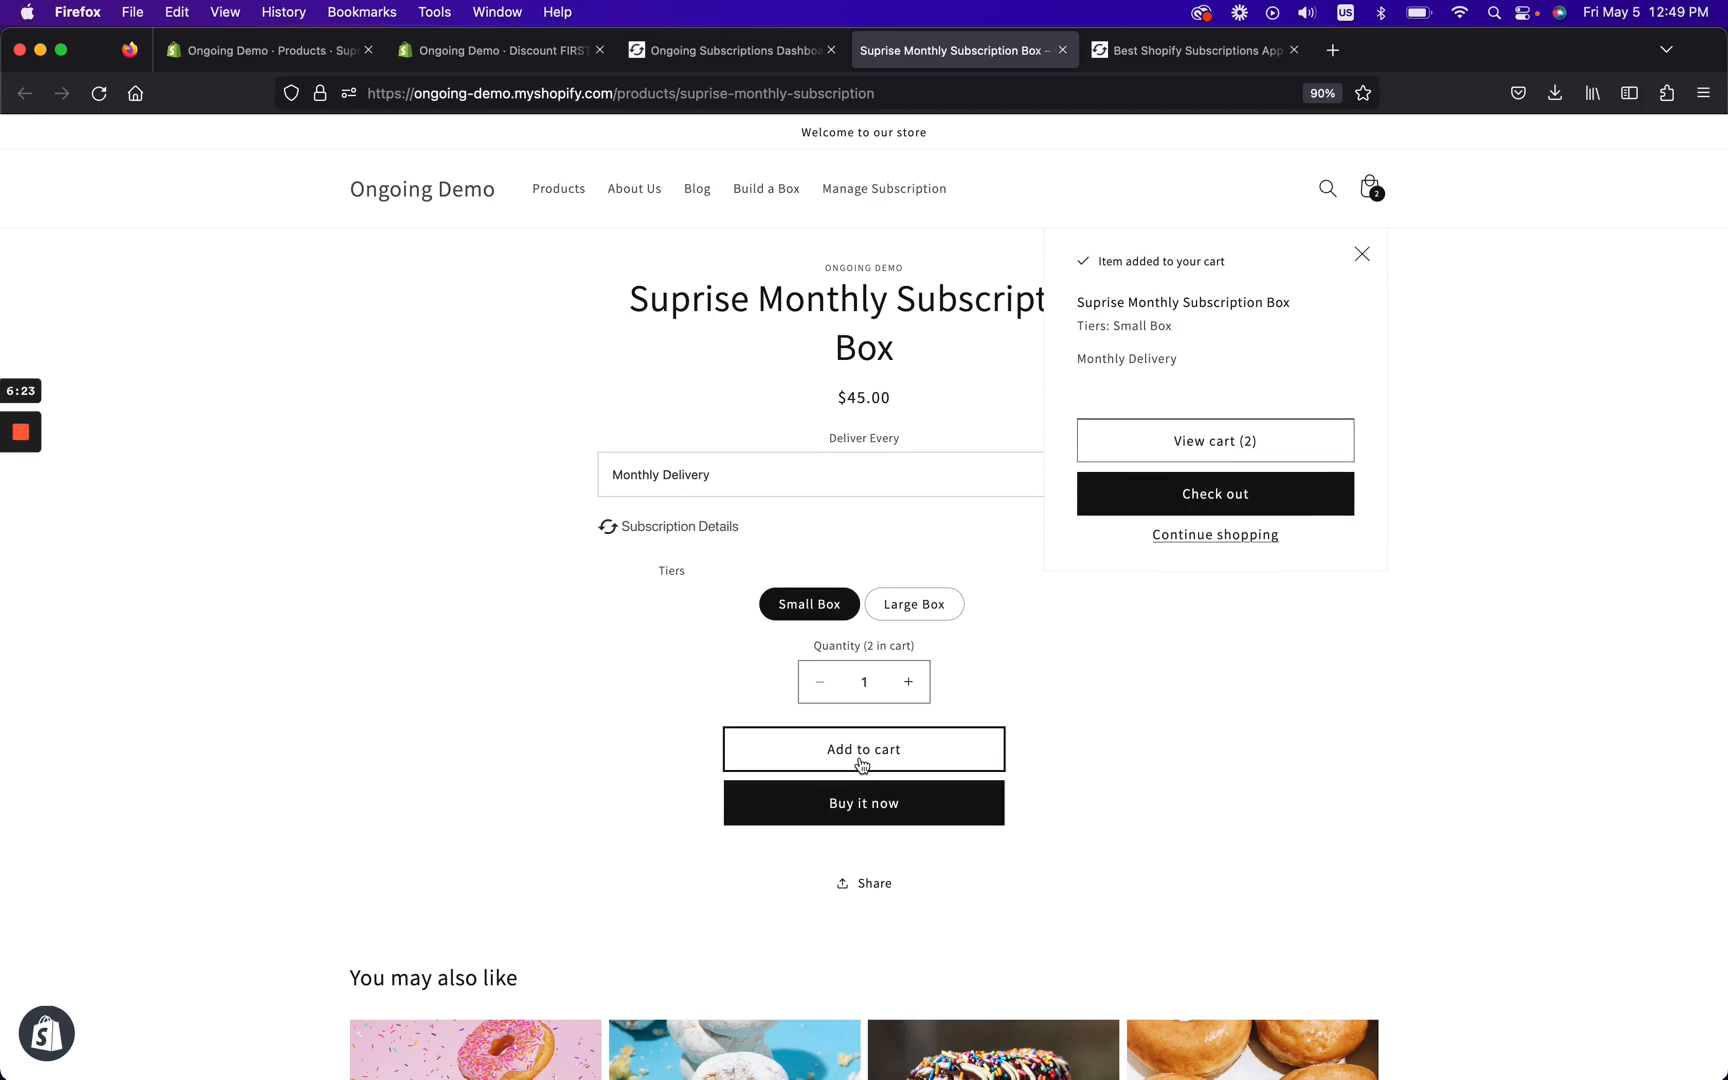 Firefox File Edit View History Bookmarks Tools Window Help US Fri May 5 12:49 PM
Ongoing Demo · Products · Sup Ongoing Demo · Discount FIRST Ongoing Subscriptions Dashboa Suprise Monthly Subscription Box – Best Shopify Subscriptions App
https://ongoing-demo.myshopify.com/products/suprise-monthly-subscription 90%
Welcome to our store
Ongoing Demo Products About Us Blog Build a Box Manage Subscription 2
ONGOING DEMO
Suprise Monthly Subscript
Box
$45.00
Deliver Every
Monthly Delivery
Subscription Details
Tiers
Small Box Large Box
Quantity (2 in cart)
− 1 +
Add to cart
Buy it now
Share
Item added to your cart
Suprise Monthly Subscription Box
Tiers: Small Box
Monthly Delivery
View cart (2)
Check out
Continue shopping
6:23
You may also like